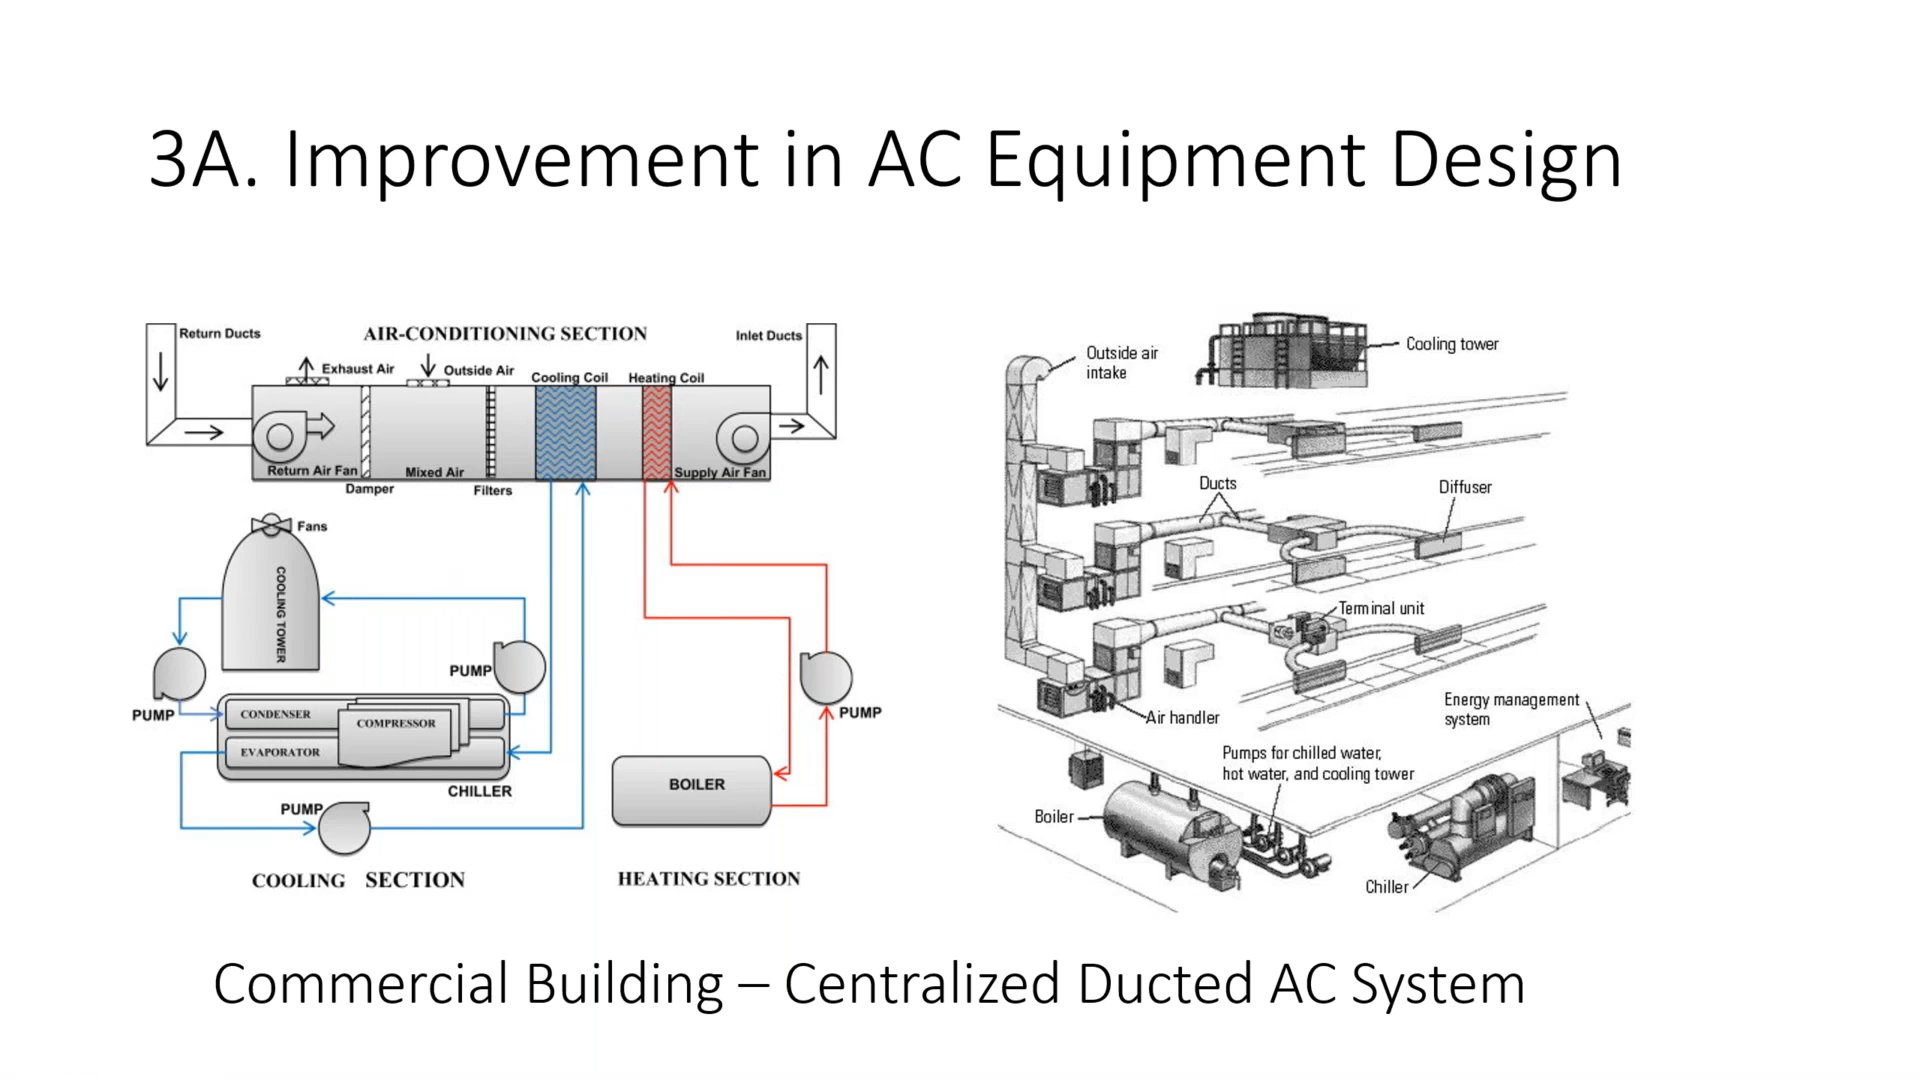 3A. Improvement in AC Equipment Design
Return Ducts
AIR-CONDITIONING SECTION
Inlet Ducts
Exhaust Air
Outside Air
Cooling Coil
Heating Coil
Return Air Fan
Mixed Air
Supply Air Fan
Damper
Filters
Fans
COOLING TOWER
PUMP
PUMP
CONDENSER
COMPRESSOR
EVAPORATOR
CHILLER
PUMP
PUMP
BOILER
COOLING SECTION
HEATING SECTION
Outside air
intake
Cooling tower
Ducts
Diffuser
Terminal unit
Air handler
Energy management
system
Pumps for chilled water,
hot water, and cooling tower
Boiler
Chiller
Commercial Building – Centralized Ducted AC System